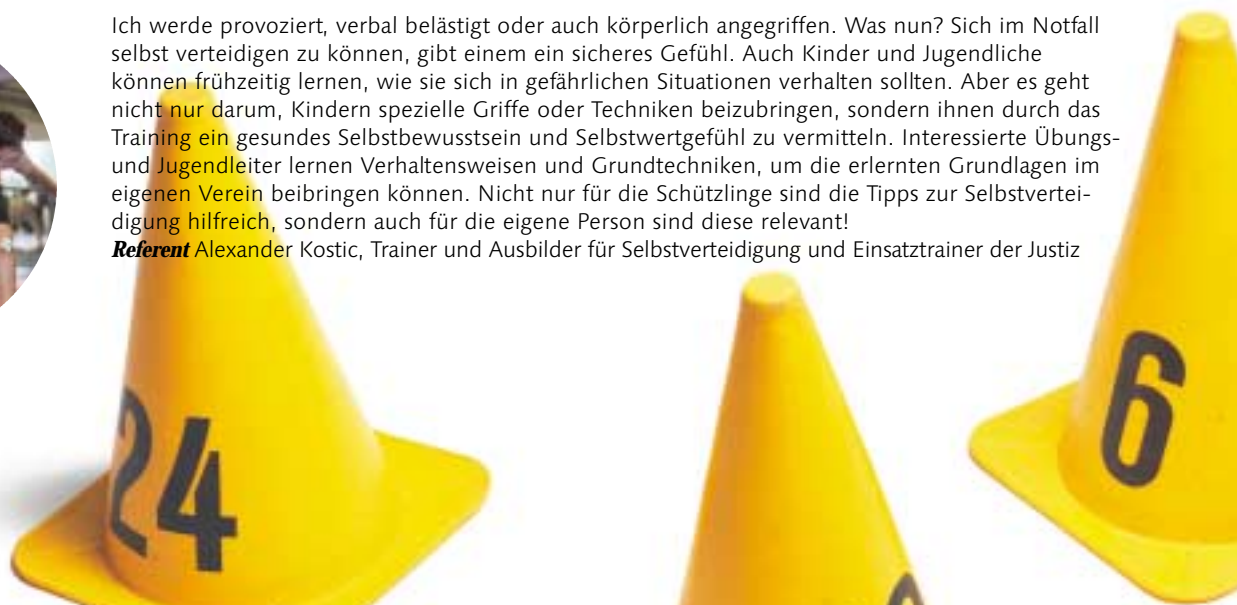 Ich werde provoziert, verbal belästigt oder auch körperlich angegriffen. Was nun? Sich im Notfall
selbst verteidigen zu können, gibt einem ein sicheres Gefühl. Auch Kinder und Jugendliche
können frühzeitig lernen, wie sie sich in gefährlichen Situationen verhalten sollten. Aber es geht
nicht nur darum, Kindern spezielle Griffe oder Techniken beizubringen, sondern ihnen durch das
Training ein gesundes Selbstbewusstsein und Selbstwertgefühl zu vermitteln. Interessierte Übungs-
und Jugendleiter lernen Verhaltensweisen und Grundtechniken, um die erlernten Grundlagen im
eigenen Verein beibringen können. Nicht nur für die Schützlinge sind die Tipps zur Selbstvertei-
digung hilfreich, sondern auch für die eigene Person sind diese relevant!
Referent Alexander Kostic, Trainer und Ausbilder für Selbstverteidigung und Einsatztrainer der Justiz
6
24